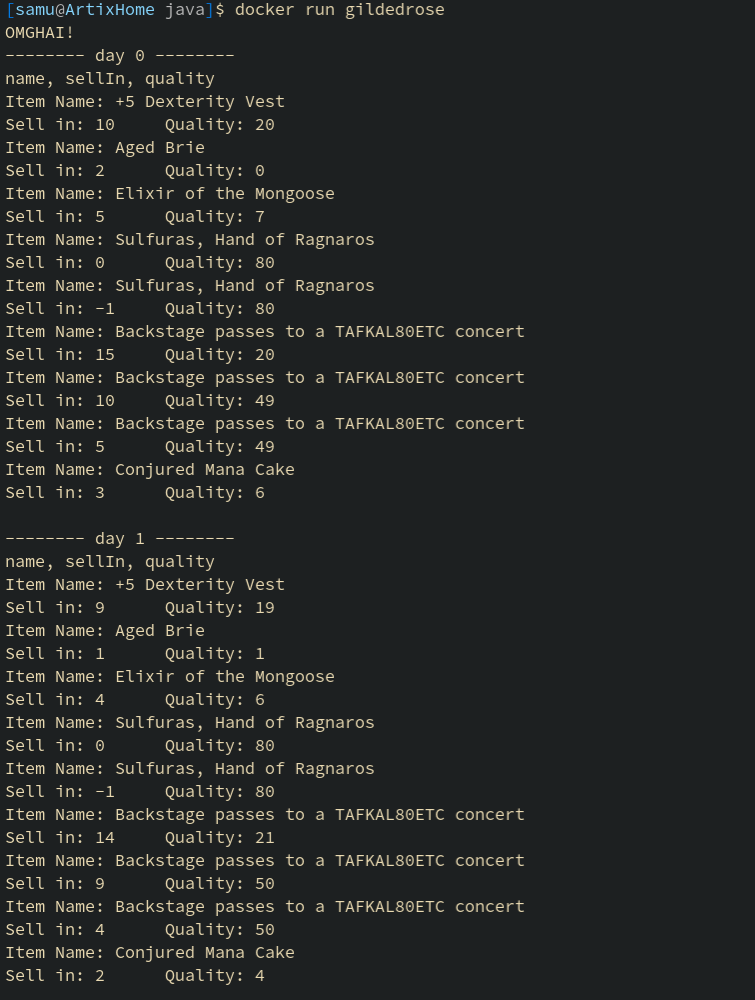 [samu@ArtixHome java]$ docker run gildedrose
OMGHAI!
-------- day 0 --------
name, sellIn, quality
Item Name: +5 Dexterity Vest
Sell in: 10     Quality: 20
Item Name: Aged Brie
Sell in: 2      Quality: 0
Item Name: Elixir of the Mongoose
Sell in: 5      Quality: 7
Item Name: Sulfuras, Hand of Ragnaros
Sell in: 0      Quality: 80
Item Name: Sulfuras, Hand of Ragnaros
Sell in: -1     Quality: 80
Item Name: Backstage passes to a TAFKAL80ETC concert
Sell in: 15     Quality: 20
Item Name: Backstage passes to a TAFKAL80ETC concert
Sell in: 10     Quality: 49
Item Name: Backstage passes to a TAFKAL80ETC concert
Sell in: 5      Quality: 49
Item Name: Conjured Mana Cake
Sell in: 3      Quality: 6

-------- day 1 --------
name, sellIn, quality
Item Name: +5 Dexterity Vest
Sell in: 9      Quality: 19
Item Name: Aged Brie
Sell in: 1      Quality: 1
Item Name: Elixir of the Mongoose
Sell in: 4      Quality: 6
Item Name: Sulfuras, Hand of Ragnaros
Sell in: 0      Quality: 80
Item Name: Sulfuras, Hand of Ragnaros
Sell in: -1     Quality: 80
Item Name: Backstage passes to a TAFKAL80ETC concert
Sell in: 14     Quality: 21
Item Name: Backstage passes to a TAFKAL80ETC concert
Sell in: 9      Quality: 50
Item Name: Backstage passes to a TAFKAL80ETC concert
Sell in: 4      Quality: 50
Item Name: Conjured Mana Cake
Sell in: 2      Quality: 4